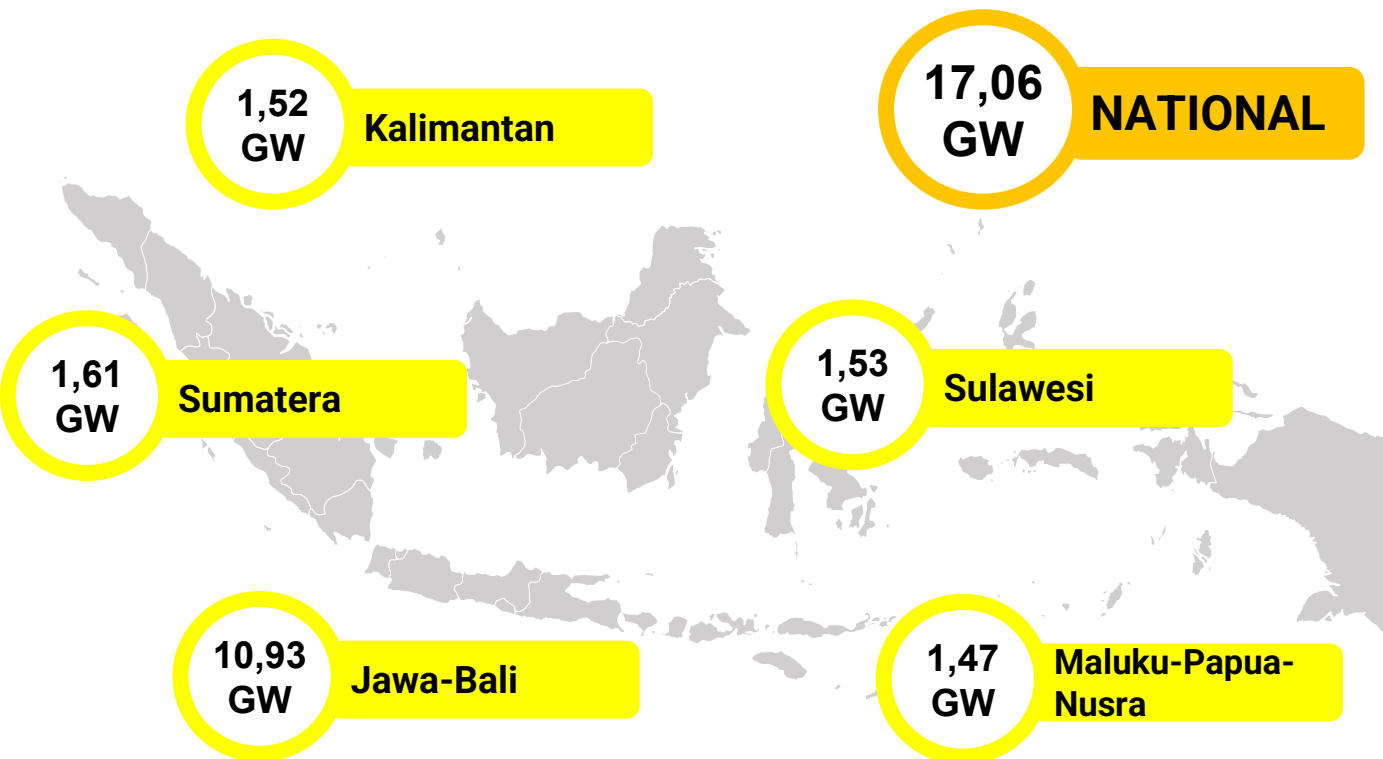 1,52
GW
Kalimantan
17,06
GW
NATIONAL
1,61
GW
Sumatera
1,53
GW
Sulawesi
10,93
GW
Jawa-Bali
1,47
GW
Maluku-Papua-
Nusra